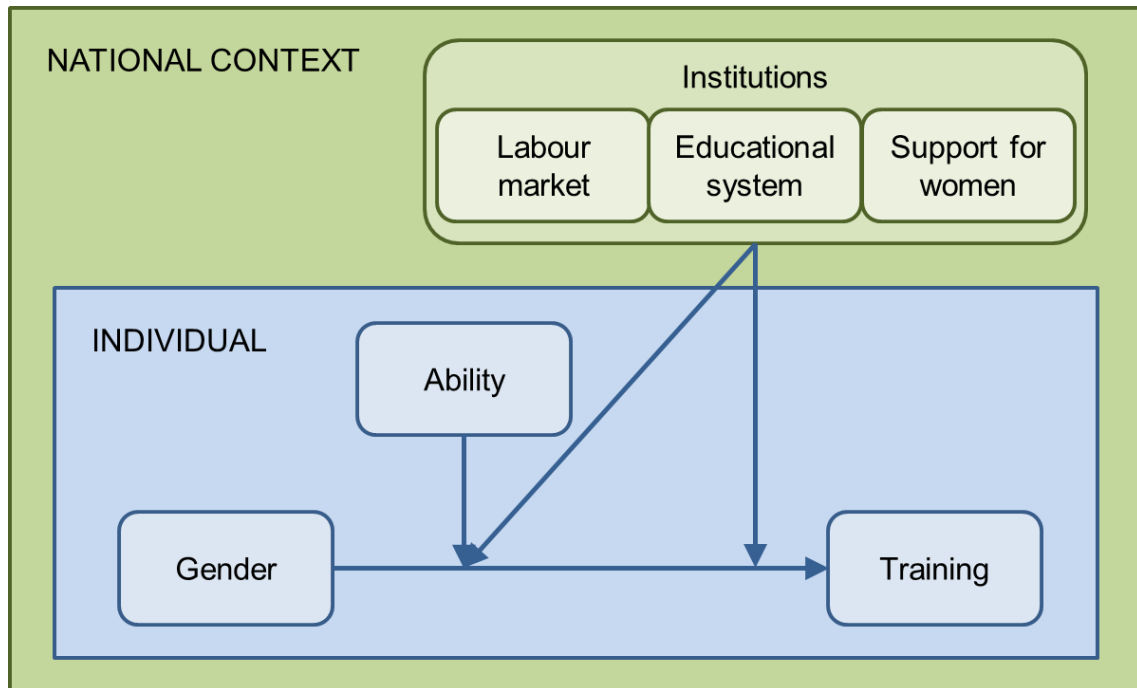 NATIONAL CONTEXT
Institutions
Labour
market
Educational
system
Support for
women
INDIVIDUAL
Ability
Gender
Training